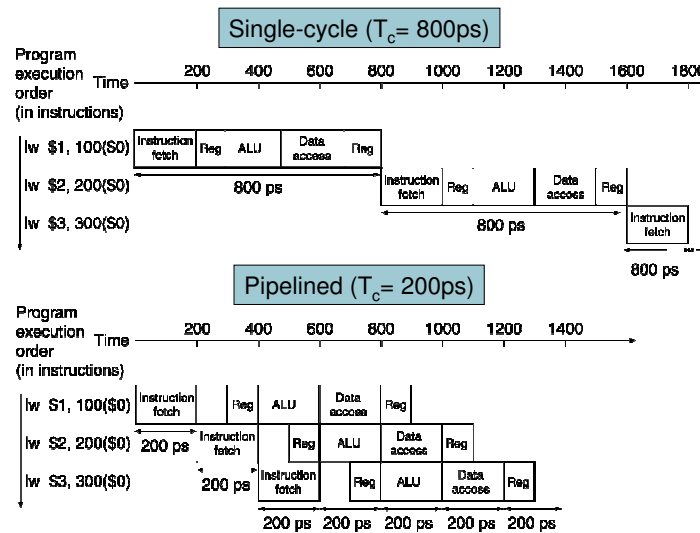 Single-cycle (Tc= 800ps)
Program
execution
order
(in instructions)
Time
200 400 600 800 1000 1200 1400 1600 1800
lw $1, 100($0)
Instruction
fetch
Reg
ALU
Data
access
Reg
lw $2, 200($0)
800 ps
Instruction
fetch
Reg
ALU
Data
access
Reg
lw $3, 300($0)
800 ps
Instruction
fetch
800 ps
Pipelined (Tc= 200ps)
Program
execution
order
(in instructions)
Time
200 400 600 800 1000 1200 1400
lw $1, 100($0)
Instruction
fetch
Reg
ALU
Data
access
Reg
lw $2, 200($0)
200 ps
Instruction
fetch
Reg
ALU
Data
access
Reg
lw $3, 300($0)
200 ps
Instruction
fetch
Reg
ALU
Data
access
Reg
200 ps 200 ps 200 ps 200 ps 200 ps